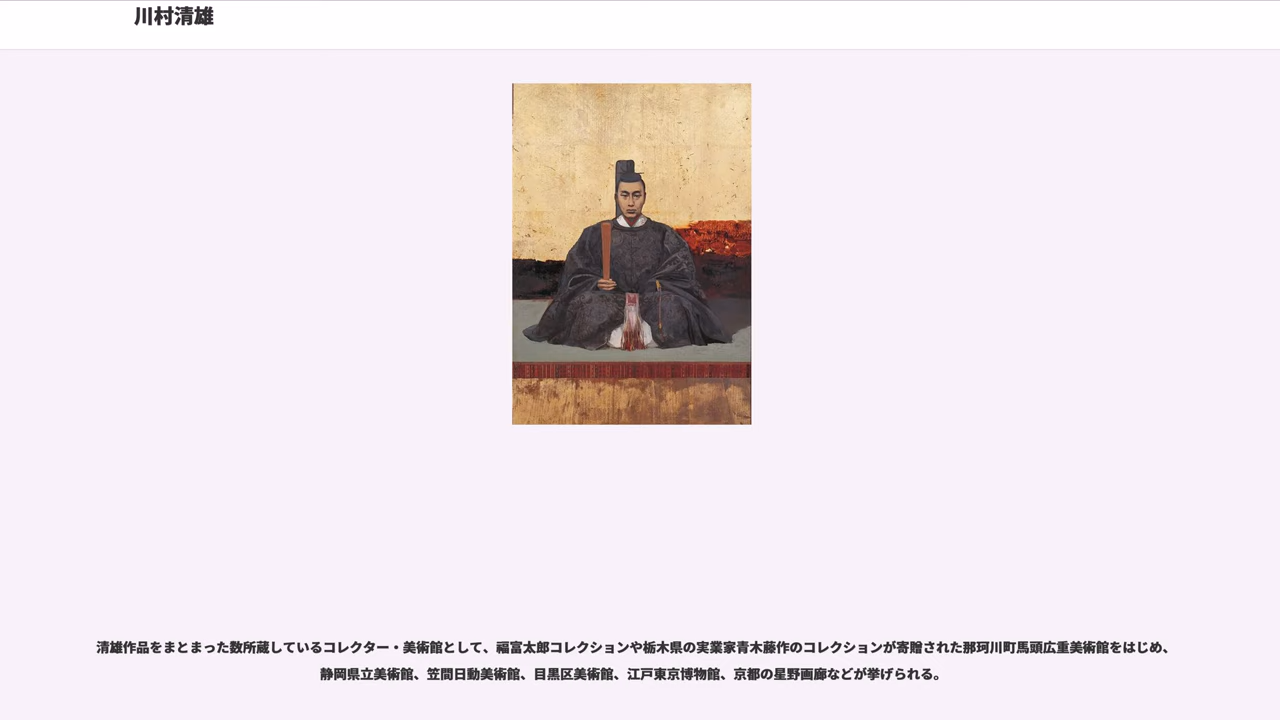 川村清雄
清雄作品をまとまった数所蔵しているコレクター・美術館として、福富太郎コレクションや栃木県の実業家青木藤作のコレクションが寄贈された那珂川町馬頭広重美術館をはじめ、
静岡県立美術館、笠間日動美術館、目黒区美術館、江戸東京博物館、京都の星野画廊などが挙げられる。